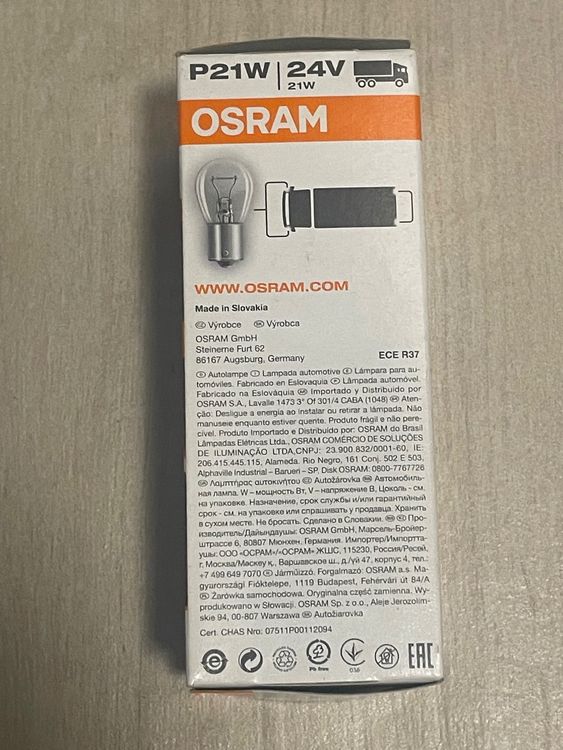 P21W | 24V
21W
OSRAM
WWW.OSRAM.COM
Made in Slovakia
CZ Výrobce SK Výrobca
OSRAM GmbH
Steinerne Furt 62
86167 Augsburg, Germany
ECE R37
Autolampe Lampada automotive Lámpara para au-
tomóviles. Fabricado en Eslovaquia Lâmpada automóvel.
Fabricado na Eslováquia Importado y Distribuido por
OSRAM S.A., Lavalle 1473 3° Of 301/4 CABA (1048) Aten-
ção: Desligue a energia ao instalar ou retirar a lâmpada. Não
manuseie enquanto estiver quente. Produto frágil e não pere-
cível. Produto Importado e Distribuido por: OSRAM do Brasil
Lâmpadas Elétricas Ltda., OSRAM COMÉRCIO DE SOLUÇÕES
DE ILUMINAÇÃO LTDA,CNPJ: 23.900.832/0001-60, IE:
206.415.445.115, Alameda. Rio Negro, 161 Conj. 502 E 503,
Alphaville Industrial – Barueri – SP. Disk OSRAM: 0800-7767728
Λαμπτήρας αυτοκινήτου Autožárovka Автомобиль-
ная лампа. W – мощность Вт, V – напряжение В, Цоколь – см.
на упаковке. Назначение, срок службы и/или гарантийный
срок - см. на упаковке или спрашивать у продавца. Хранить
в сухом месте. Не бросать. Сделано в Словакии. Про-
изводитель/Дайындаушы: OSRAM GmbH, Марсель-Бройер-
штрассе 6, 80807 Мюнхен, Германия. Импортер/Импортта-
ушы: ООО «ОСРАМ»/«ОСРАМ» ЖШС, 115230, Россия/Ресей,
г. Москва/Мәскеу қ., Варшавское ш., д./үй 47, корпус 4, тел.:
+7 499 649 7070 Járműizzó. Forgalmazó: OSRAM a.s. Ma-
gyarországi Fióktelepe, 1119 Budapest, Fehérvári út 84/A
Żarówka samochodowa. Oryginalna część zamienna. Wy-
produkowano w Słowacji. OSRAM Sp. z o.o., Aleje Jerozolim-
skie 94, 00-807 Warszawa Autožiarovka
Cert. CHAS Nro: 07511P00112094
Pb free
036
EAC